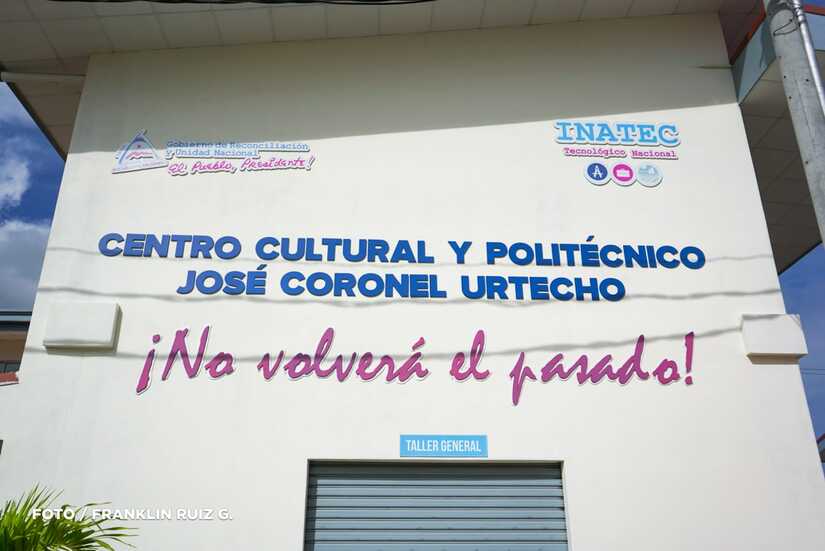 Gobierno de Reconciliación
y Unidad Nacional
El Pueblo, Presidente!
INATEC
Tecnológico Nacional
CENTRO CULTURAL Y POLITÉCNICO
JOSÉ CORONEL URTECHO
¡No volverá el pasado!
TALLER GENERAL
FOTO / FRANKLIN RUIZ G.